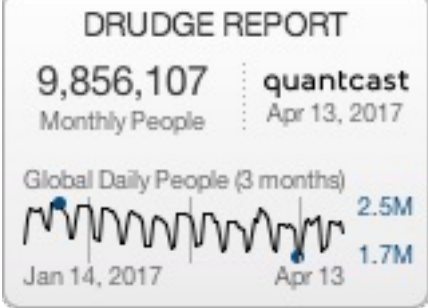 DRUDGE REPORT
9,856,107
Monthly People
quantcast
Apr 13, 2017
Global Daily People (3 months)
2.5M
1.7M
Jan 14, 2017
Apr 13